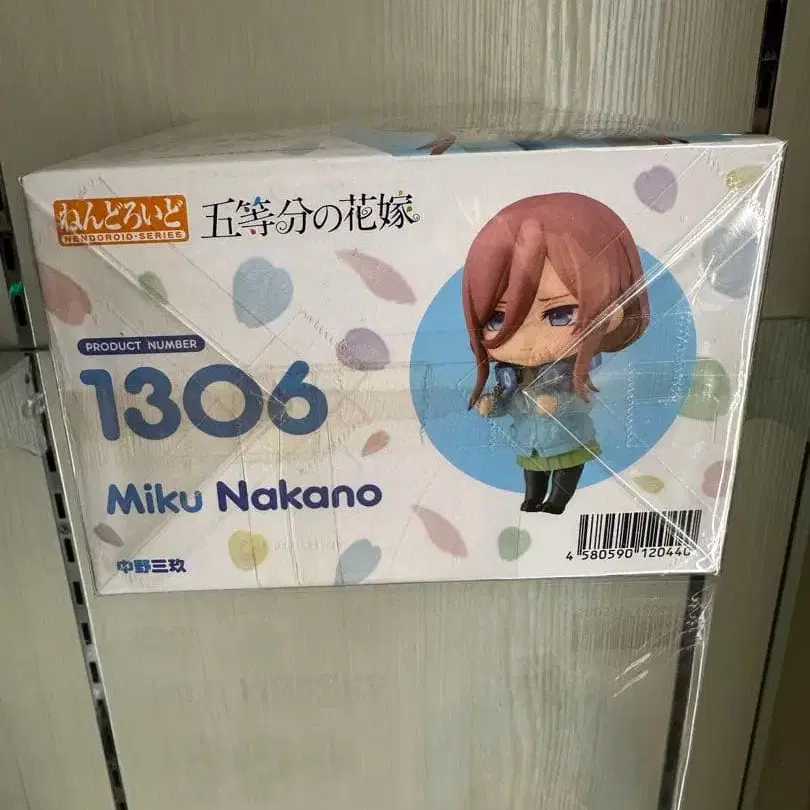 ねんどろいど
NENDOROID・SERIES
五等分の花嫁
PRODUCT NUMBER
1306
Miku Nakano
中野三玖
4 580590 120440